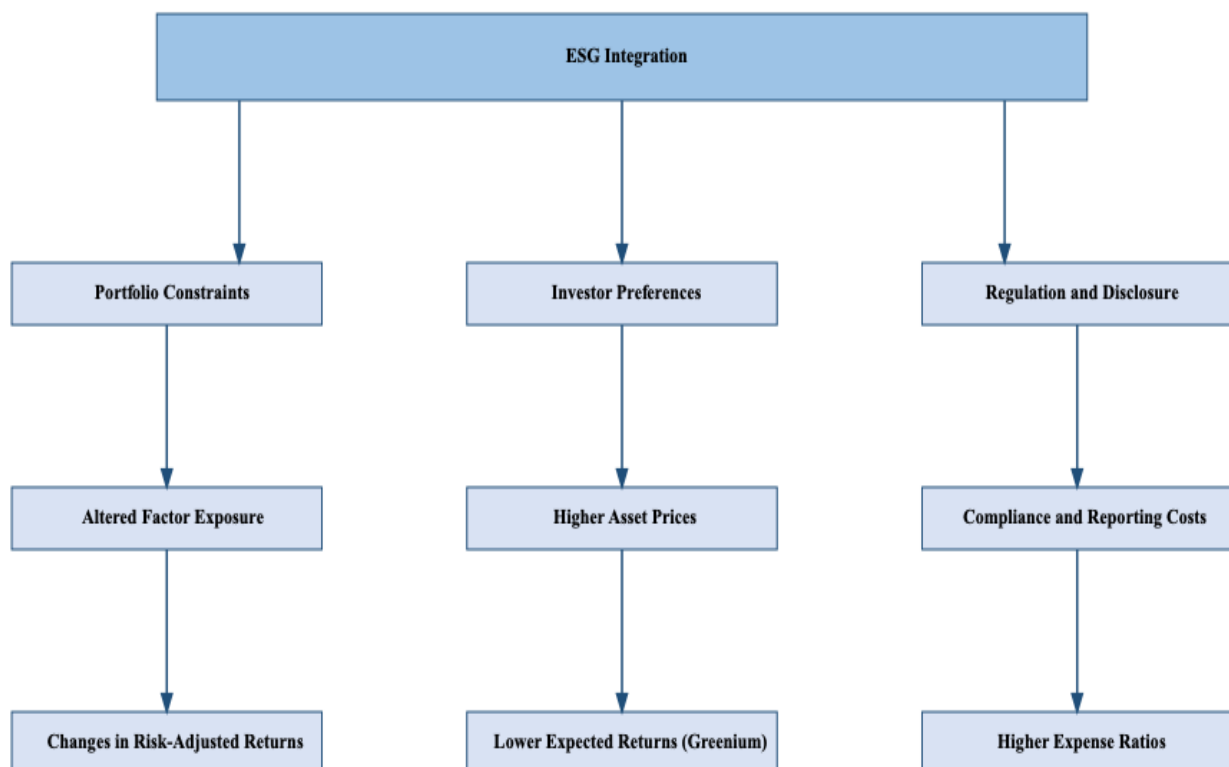 ESG Integration
Portfolio Constraints
Investor Preferences
Regulation and Disclosure
Altered Factor Exposure
Higher Asset Prices
Compliance and Reporting Costs
Changes in Risk-Adjusted Returns
Lower Expected Returns (Greenium)
Higher Expense Ratios